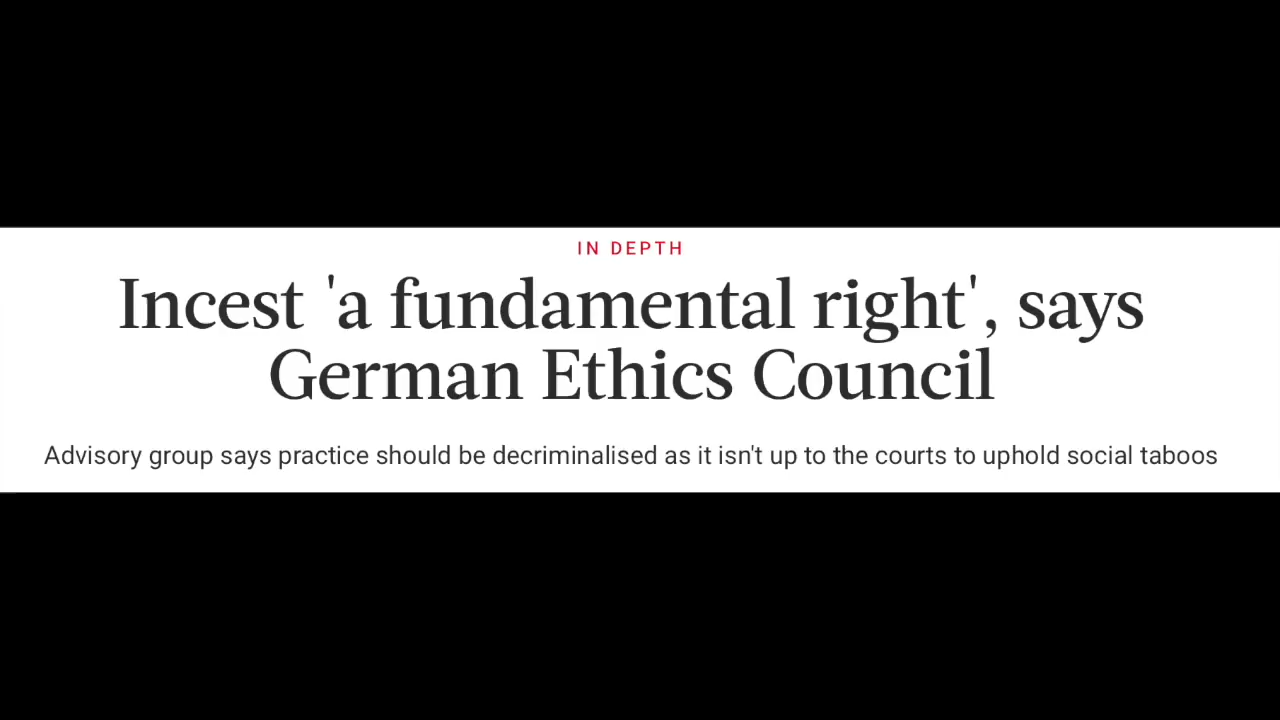 IN DEPTH
Incest 'a fundamental right', says
German Ethics Council
Advisory group says practice should be decriminalised as it isn't up to the courts to uphold social taboos